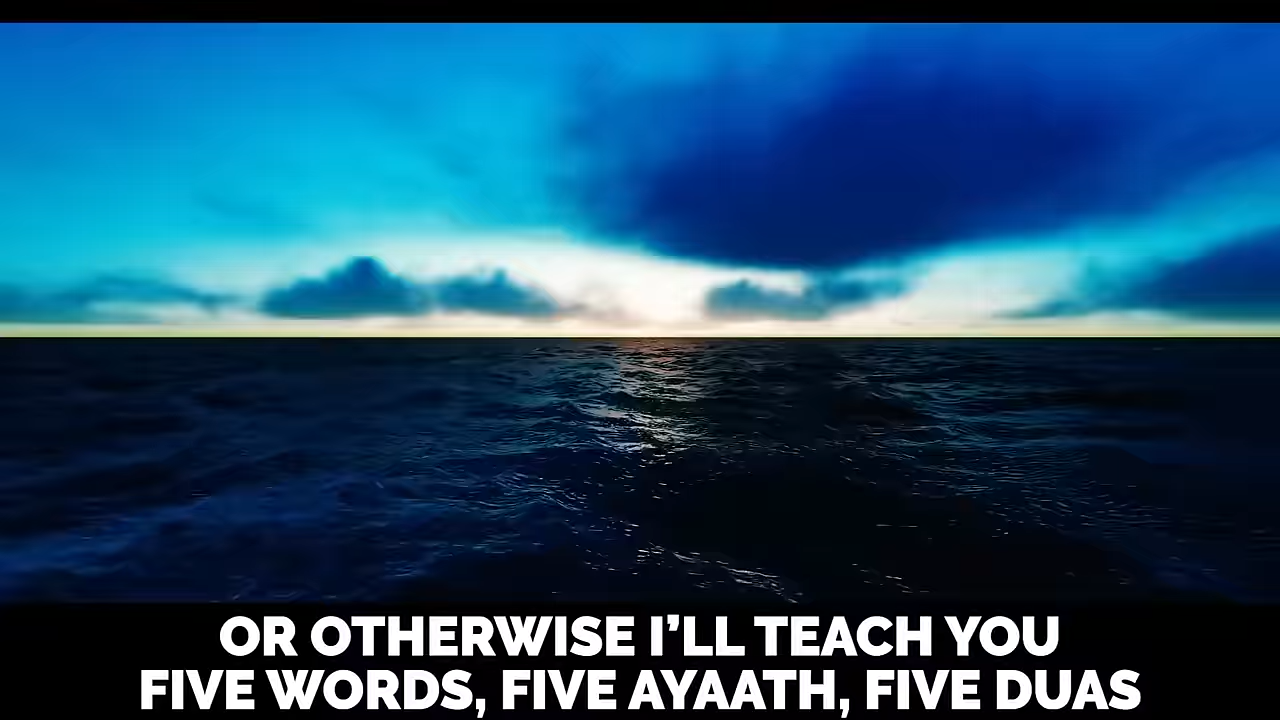 OR OTHERWISE I'LL TEACH YOU
FIVE WORDS, FIVE AYAATH, FIVE DUAS